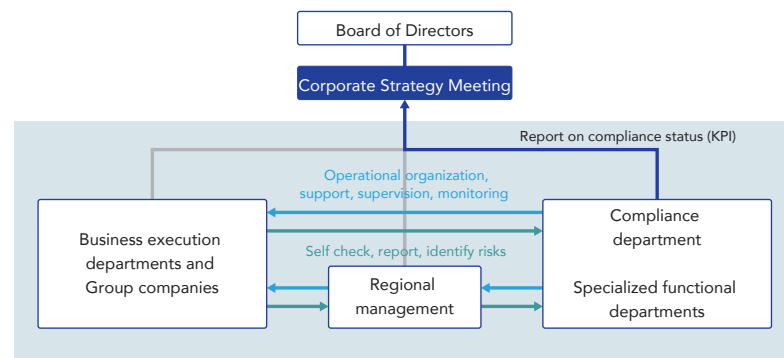 Board of Directors
Corporate Strategy Meeting
Report on compliance status (KPI)
Operational organization,
support, supervision, monitoring
Business execution
departments and
Group companies
Self check, report, identify risks
Regional
management
Compliance
department
Specialized functional
departments